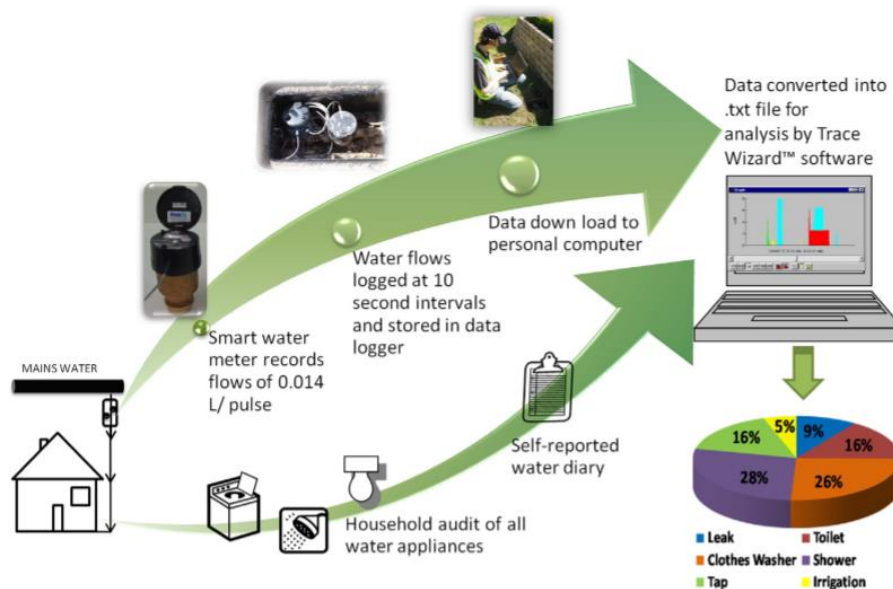 Data converted into
.txt file for
analysis by Trace
Wizard™ software
Data down load to
personal computer
Water flows
logged at 10
second intervals
and stored in data
logger
Smart water
meter records
flows of 0.014
L/ pulse
MAINS WATER
Self-reported
water diary
Household audit of all
water appliances
5%
9%
16%
16%
28%
26%
Leak
Toilet
Clothes Washer
Shower
Tap
Irrigation